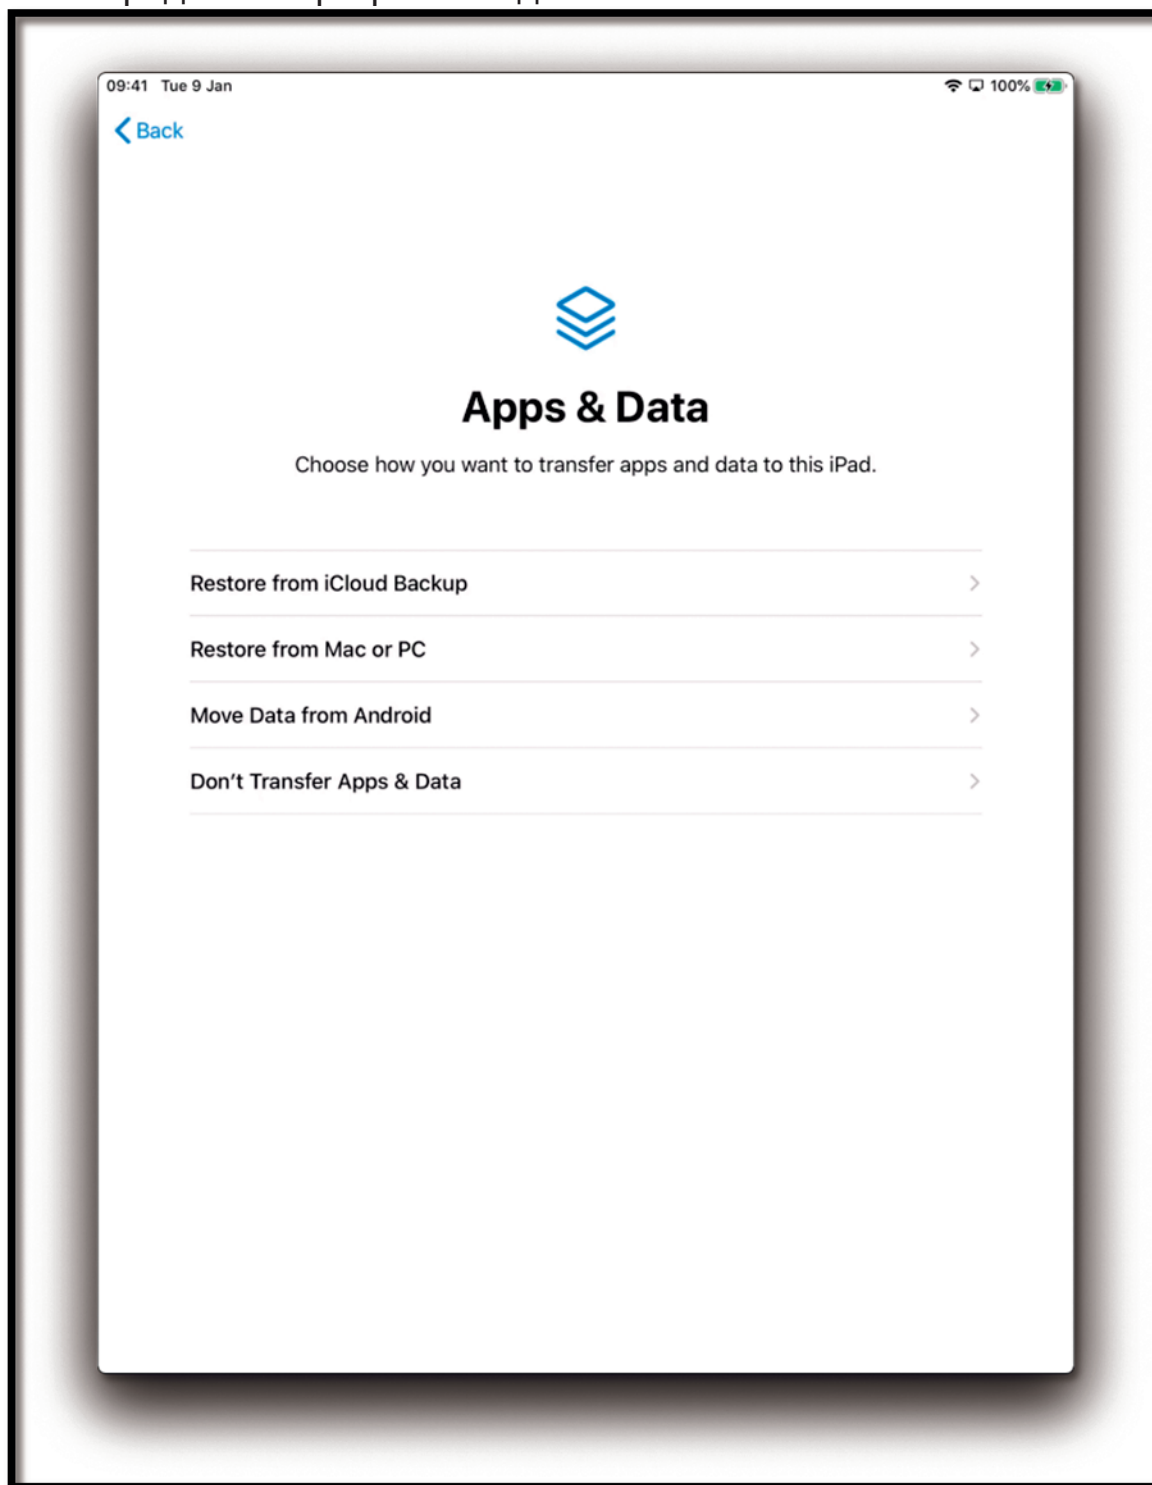 09:41 Tue 9 Jan
100%
Back
Apps & Data
Choose how you want to transfer apps and data to this iPad.
Restore from iCloud Backup
Restore from Mac or PC
Move Data from Android
Don’t Transfer Apps & Data